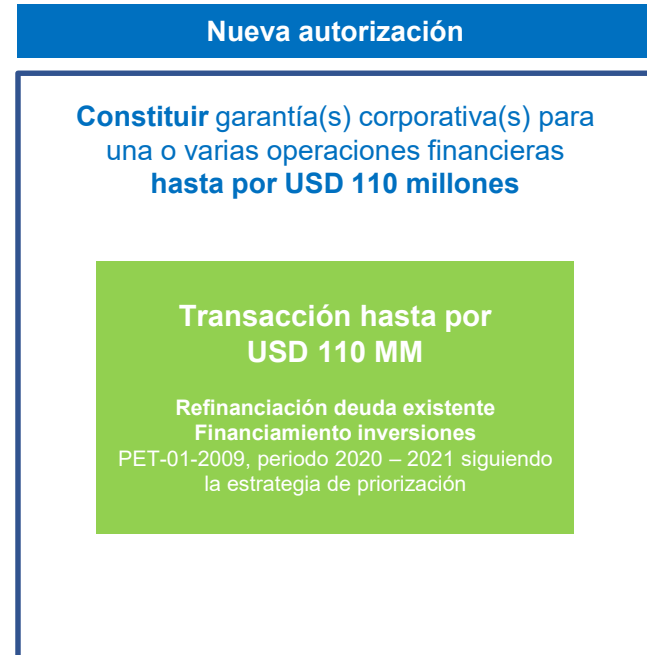 Nueva autorización
Constituir garantía(s) corporativa(s) para
una o varias operaciones financieras
hasta por USD 110 millones
Transacción hasta por
USD 110 MM
Refinanciación deuda existente
Financiamiento inversiones
PET-01-2009, periodo 2020 – 2021 siguiendo
la estrategia de priorización